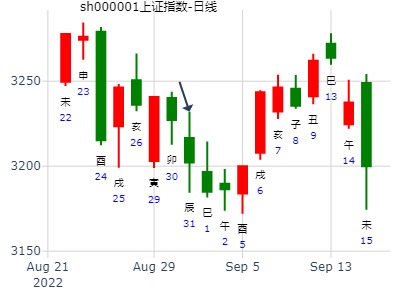 sh000001上证指数-日线
3250
3200
3150
未
22
申
23
酉
24
戌
25
亥
26
寅
29
卯
30
辰
31
巳
1
午
2
酉
5
戌
6
亥
7
子
8
丑
9
巳
13
午
14
未
15
Aug 21
2022
Aug 29
Sep 5
Sep 13